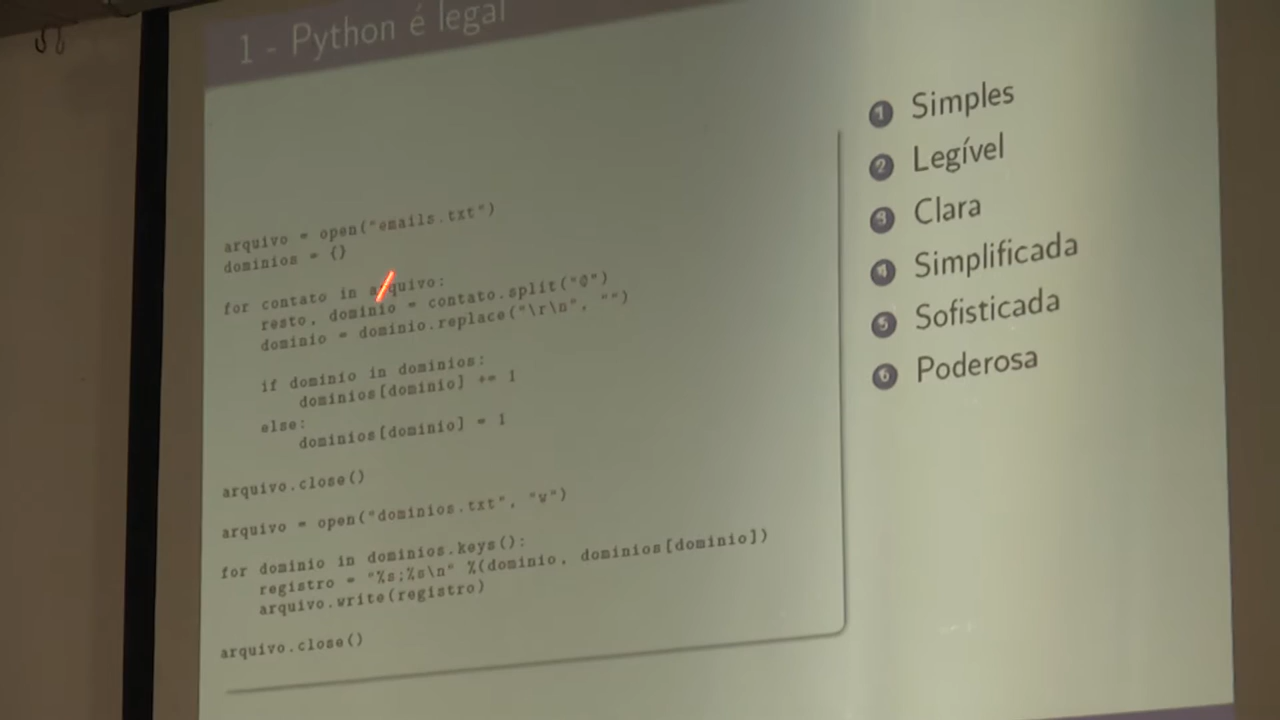 1 - Python é legal
arquivo = open("emails.txt")
dominios = {}
for contato in arquivo:
resto, dominio = contato.split("@")
dominio = dominio.replace("\r\n", "")
if dominio in dominios:
dominios[dominio] += 1
else:
dominios[dominio] = 1
arquivo.close()
arquivo = open("dominios.txt", "w")
for dominio in dominios.keys():
registro = "%s;%s\n" %(dominio, dominios[dominio])
arquivo.write(registro)
arquivo.close()
1 Simples
2 Legível
3 Clara
4 Simplificada
5 Sofisticada
6 Poderosa